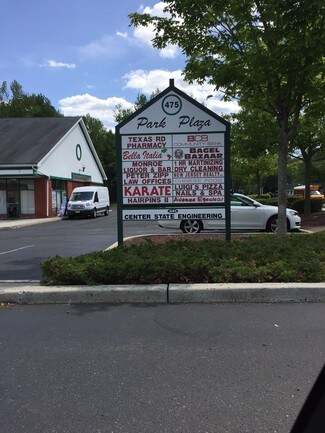 475
Park Plaza
TEXAS RD
PHARMACY
Bella Italia
MONROE
LIQUOR & BAR
PETER ZIPP
LAW OFFICES
KARATE
HAIRPINS II
BCB
COMMUNITY BANK
BAGEL
BAZAAR
1 HR MARTINIZING
DRY CLEANING
NEW JERSEY REALTY
LUIGI'S PIZZA
NAILS & SPA
CENTER STATE ENGINEERING